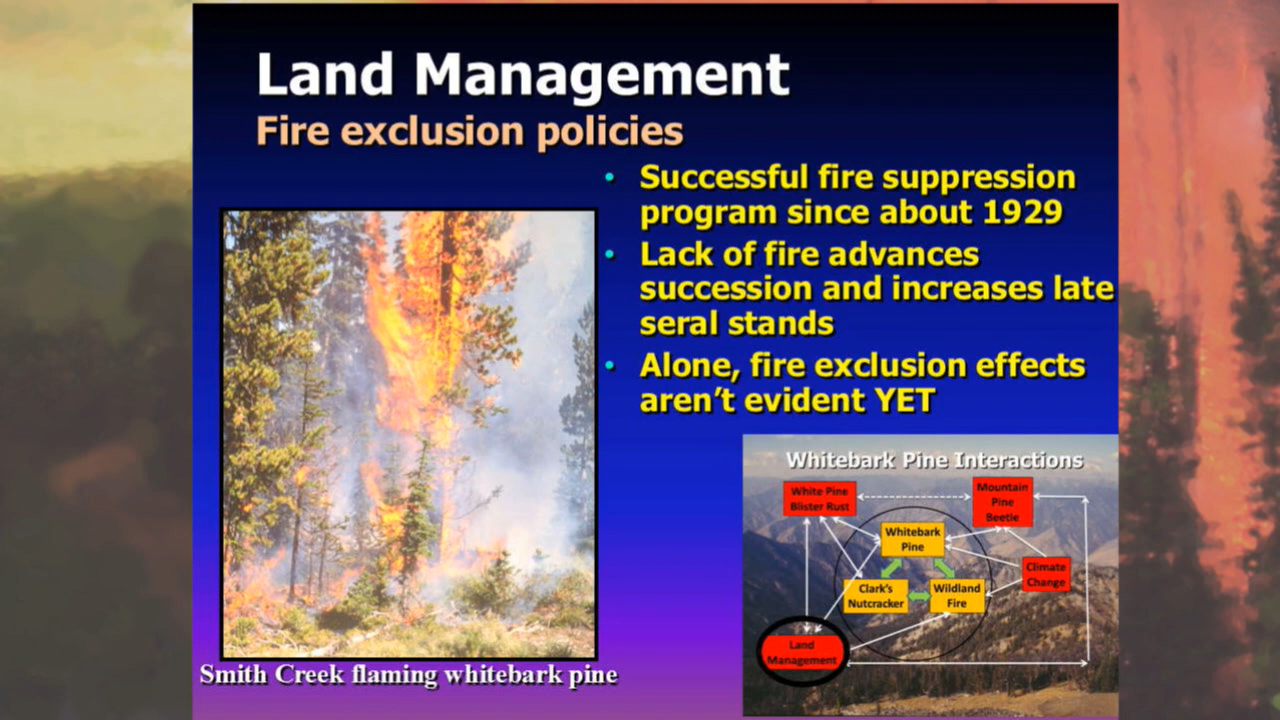 Land Management
Fire exclusion policies
• Successful fire suppression
program since about 1929
• Lack of fire advances
succession and increases late
seral stands
• Alone, fire exclusion effects
aren't evident YET
Smith Creek flaming whitebark pine
Whitebark Pine Interactions
White Pine
Blister Rust
Mountain
Pine
Beetle
Whitebark
Pine
Climate
Change
Clark's
Nutcracker
Wildland
Fire
Land
Management